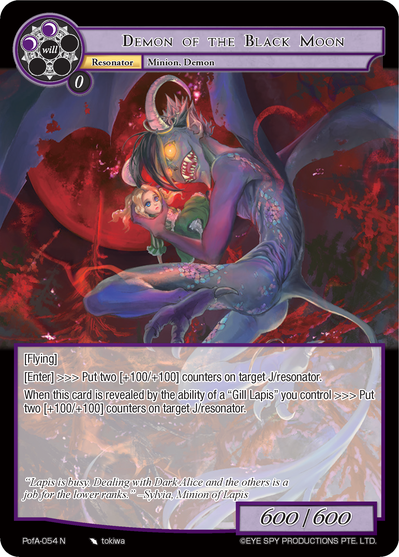 DEMON OF THE BLACK MOON
will
Resonator
Minion, Demon
0
[Flying]
[Enter] >>> Put two [+100/+100] counters on target J/resonator.
When this card is revealed by the ability of a "Gill Lapis" you control >>> Put
two [+100/+100] counters on target J/resonator.
"Lapis is busy. Dealing with Dark Alice and the others is a
job for the lower ranks." –Sylvia, Minion of Lapis
600/600
PofA-054 N tokiwa
©EYE SPY PRODUCTIONS PTE. LTD.